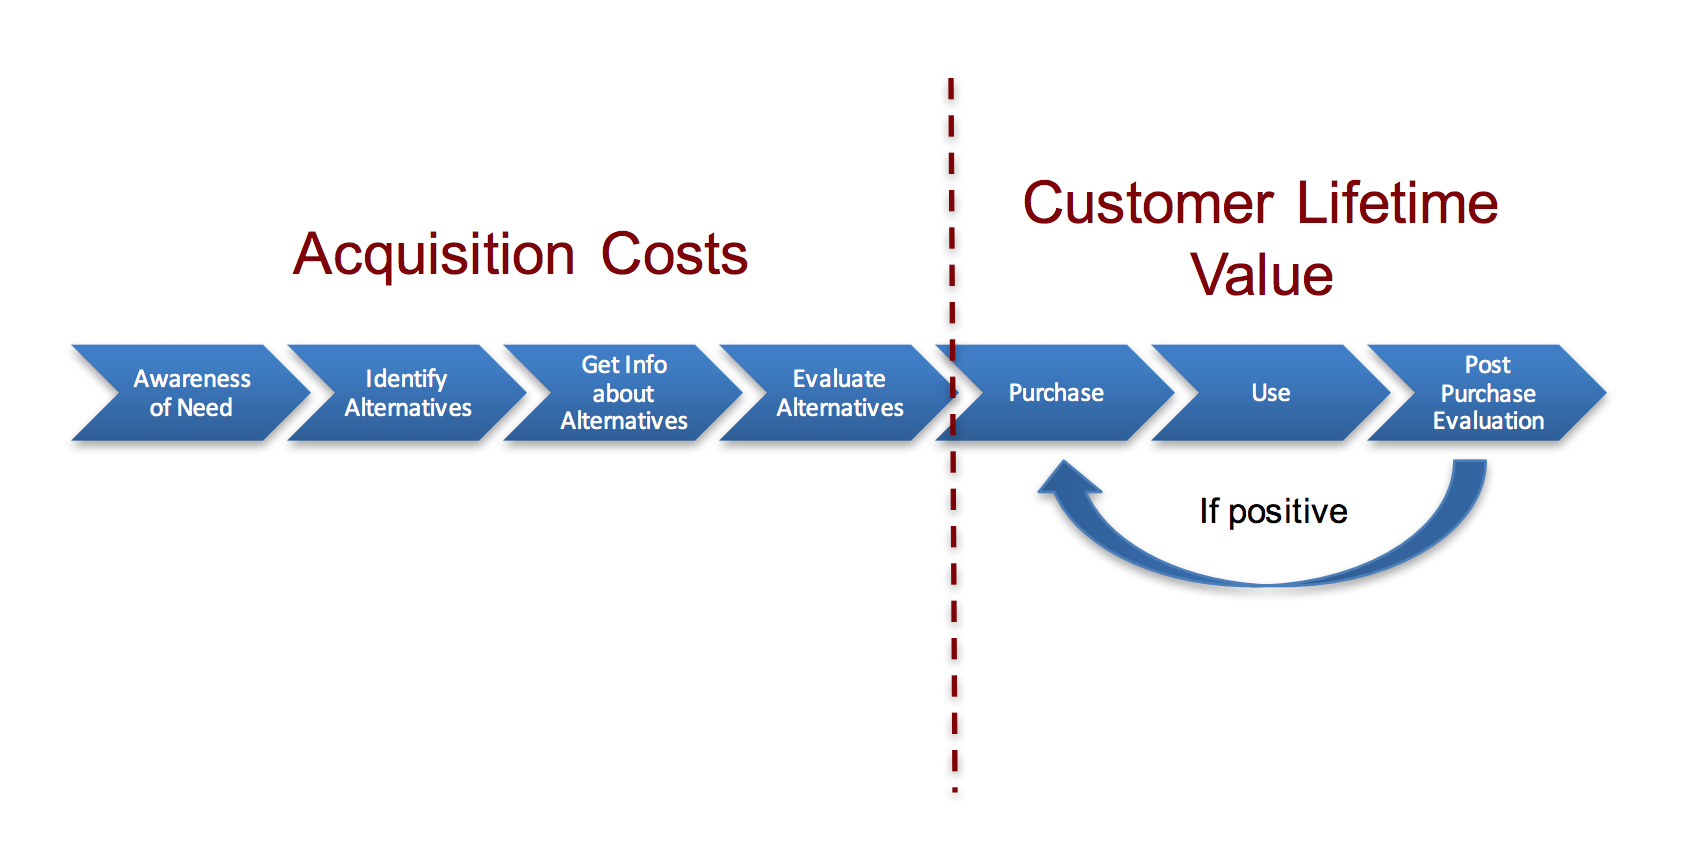 Acquisition Costs
Customer Lifetime
Value
Awareness
of Need
Identify
Alternatives
Get Info
about
Alternatives
Evaluate
Alternatives
Purchase
Use
Post
Purchase
Evaluation
If positive